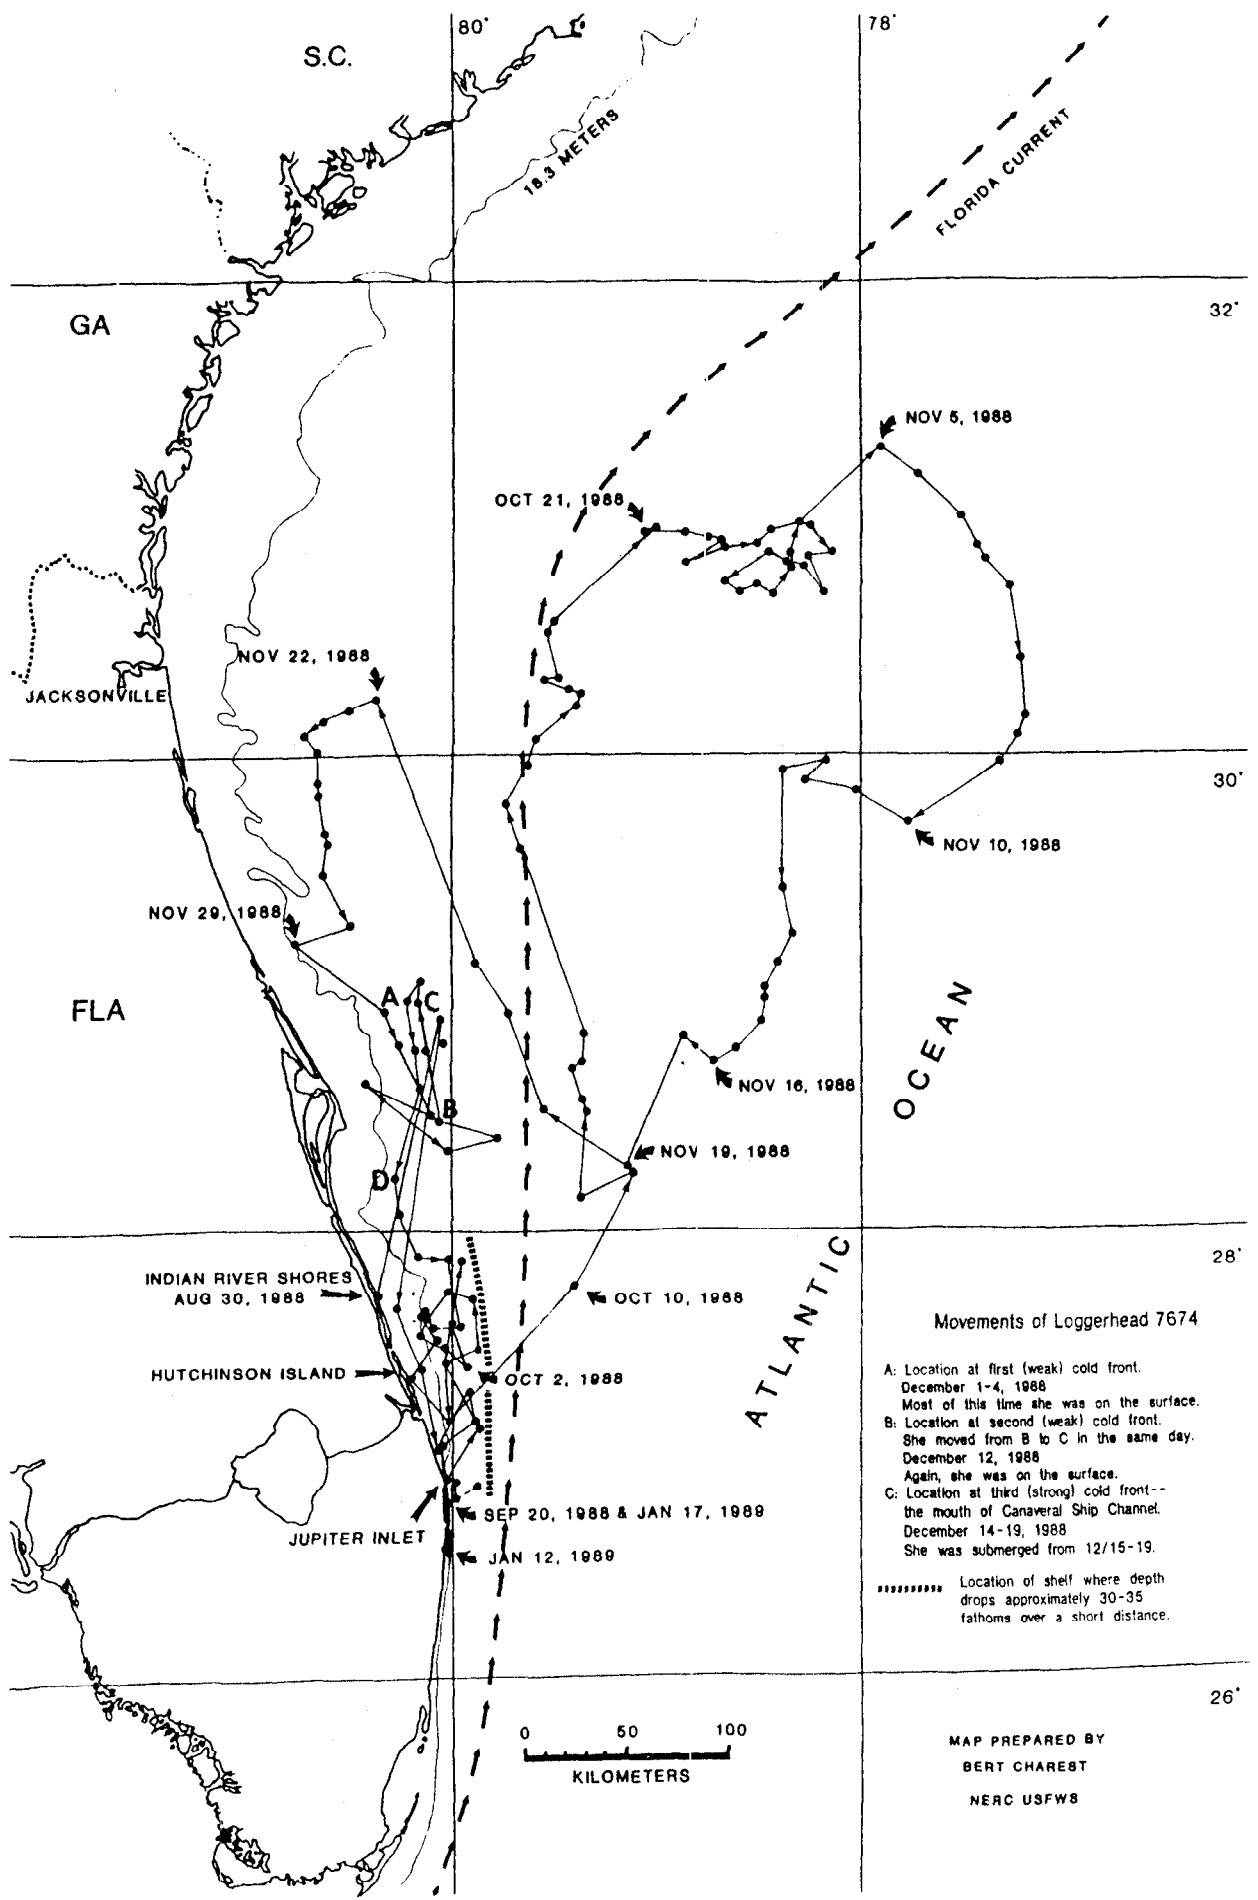 80°
78°
S.C.
18.3 METERS
FLORIDA CURRENT
GA
32°
NOV 5, 1988
OCT 21, 1988
NOV 22, 1988
JACKSONVILLE
30°
NOV 10, 1988
NOV 29, 1988
A
C
FLA
B
NOV 16, 1988
NOV 19, 1988
D
ATLANTIC OCEAN
28°
INDIAN RIVER SHORES
AUG 30, 1988
OCT 10, 1988
HUTCHINSON ISLAND
OCT 2, 1988
JUPITER INLET
SEP 20, 1988 & JAN 17, 1989
JAN 12, 1989
Movements of Loggerhead 7674
A: Location at first (weak) cold front.
December 1-4, 1988
Most of this time she was on the surface.
B: Location at second (weak) cold front.
She moved from B to C in the same day.
December 12, 1988
Again, she was on the surface.
C: Location at third (strong) cold front--
the mouth of Canaveral Ship Channel.
December 14-19, 1988
She was submerged from 12/15-19.
Location of shelf where depth
drops approximately 30-35
fathoms over a short distance.
26°
0 50 100
KILOMETERS
MAP PREPARED BY
BERT CHAREST
NERC USFWS